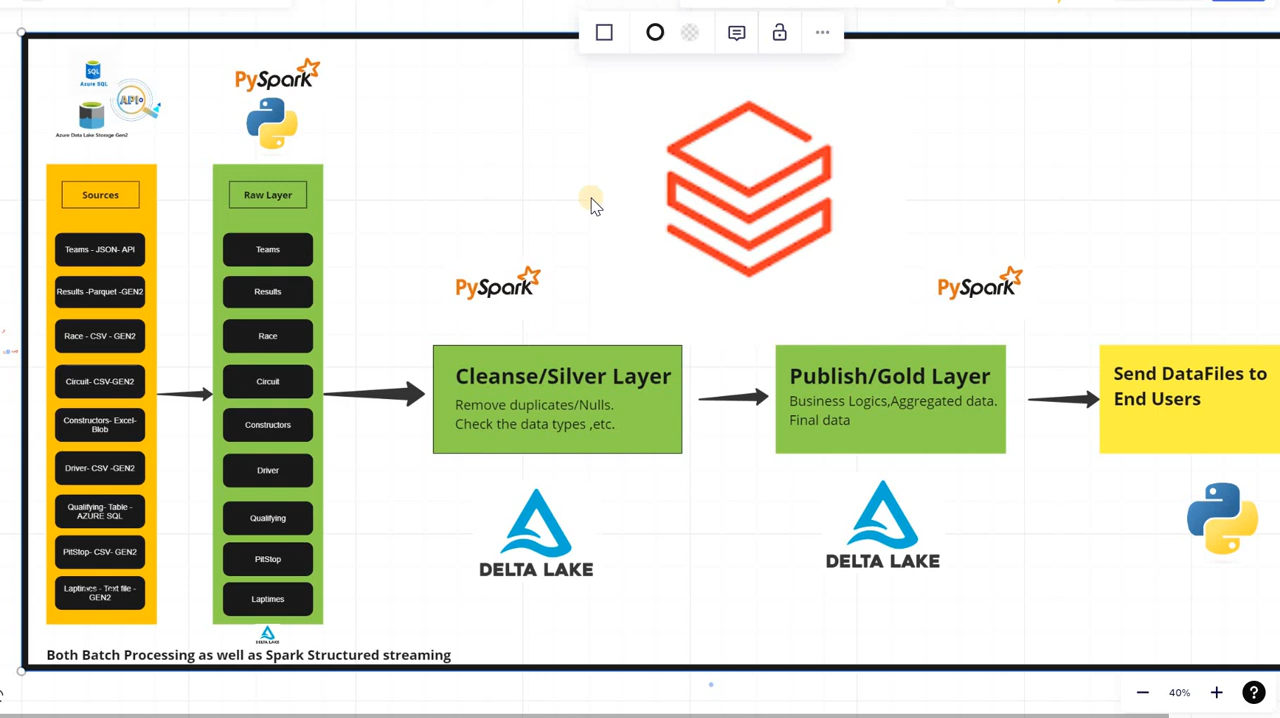 SQL
Azure SQL
API
Azure Data Lake Storage Gen2
PySpark
Sources
Teams - JSON- API
Results -Parquet -GEN2
Race - CSV - GEN2
Circuit- CSV-GEN2
Constructors- Excel-
Blob
Driver- CSV -GEN2
Qualifying- Table -
AZURE SQL
PitStop- CSV- GEN2
Laptimes - Text file -
GEN2
Raw Layer
Teams
Results
Race
Circuit
Constructors
Driver
Qualifying
PitStop
Laptimes
DELTA LAKE
Both Batch Processing as well as Spark Structured streaming
PySpark
Cleanse/Silver Layer
Remove duplicates/Nulls.
Check the data types ,etc.
DELTA LAKE
PySpark
Publish/Gold Layer
Business Logics,Aggregated data.
Final data
DELTA LAKE
Send DataFiles to
End Users
40%